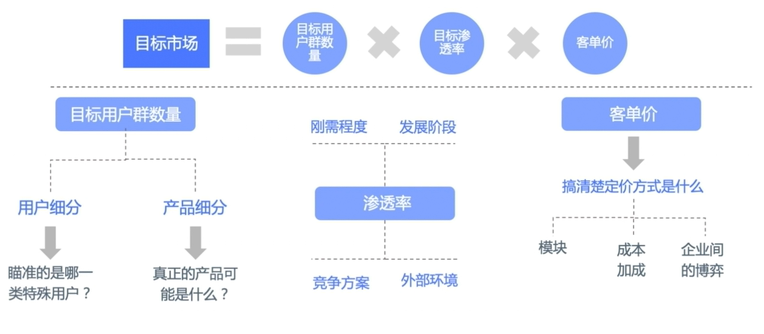 目标市场
目标用
户群数
量
目标渗
透率
客单价
目标用户群数量
用户细分
产品细分
瞄准的是哪一
类特殊用户？
真正的产品可
能是什么？
刚需程度
发展阶段
渗透率
竞争方案
外部环境
客单价
搞清楚定价方式是什么
模块
成本
加成
企业间
的博弈